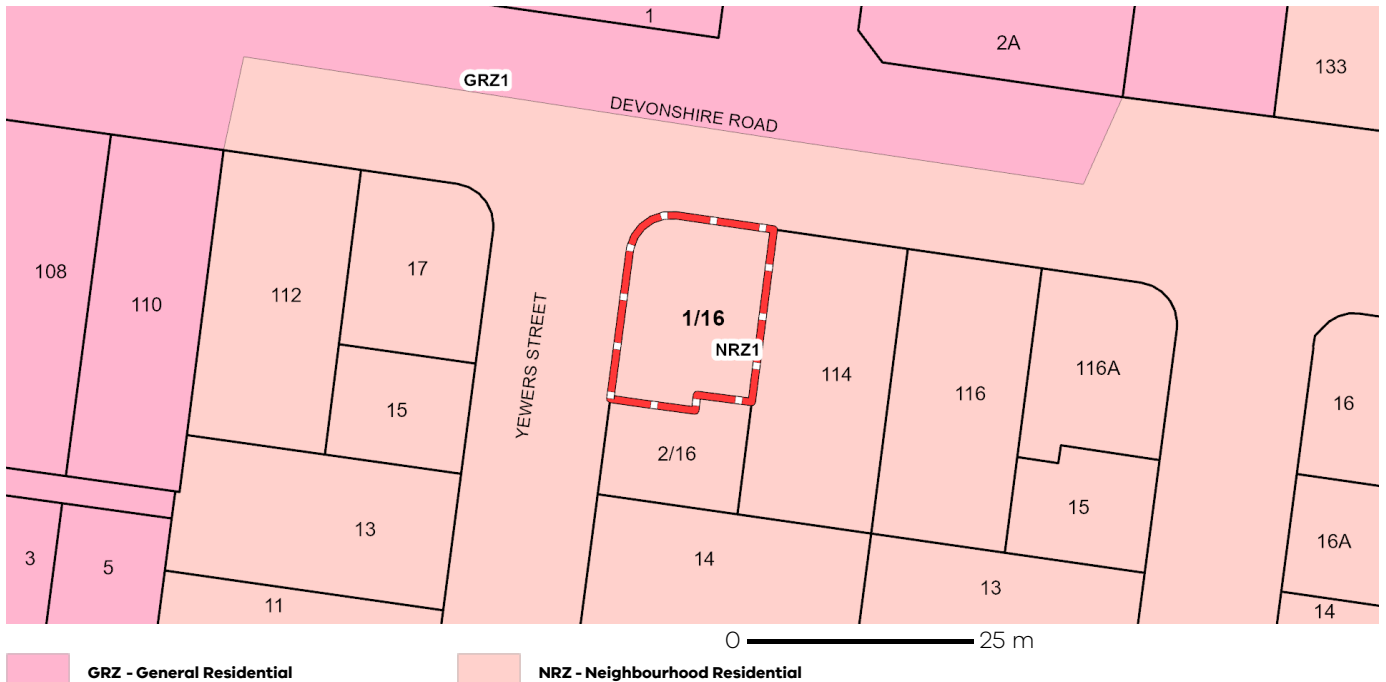 1
2A
133
GRZ1
DEVONSHIRE ROAD
108
110
112
17
1/16
NRZ1
YEWERS STREET
114
116
116A
16
15
2/16
13
14
15
16A
3
5
11
13
14
0 25 m
GRZ - General Residential
NRZ - Neighbourhood Residential